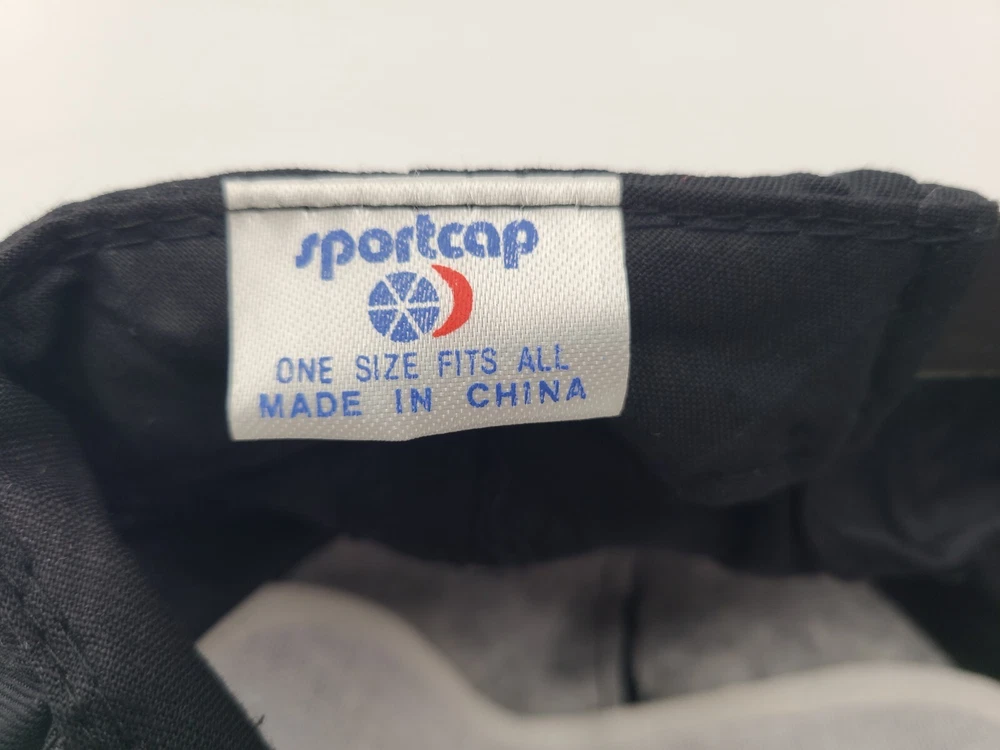 sportcap
ONE SIZE FITS ALL
MADE IN CHINA